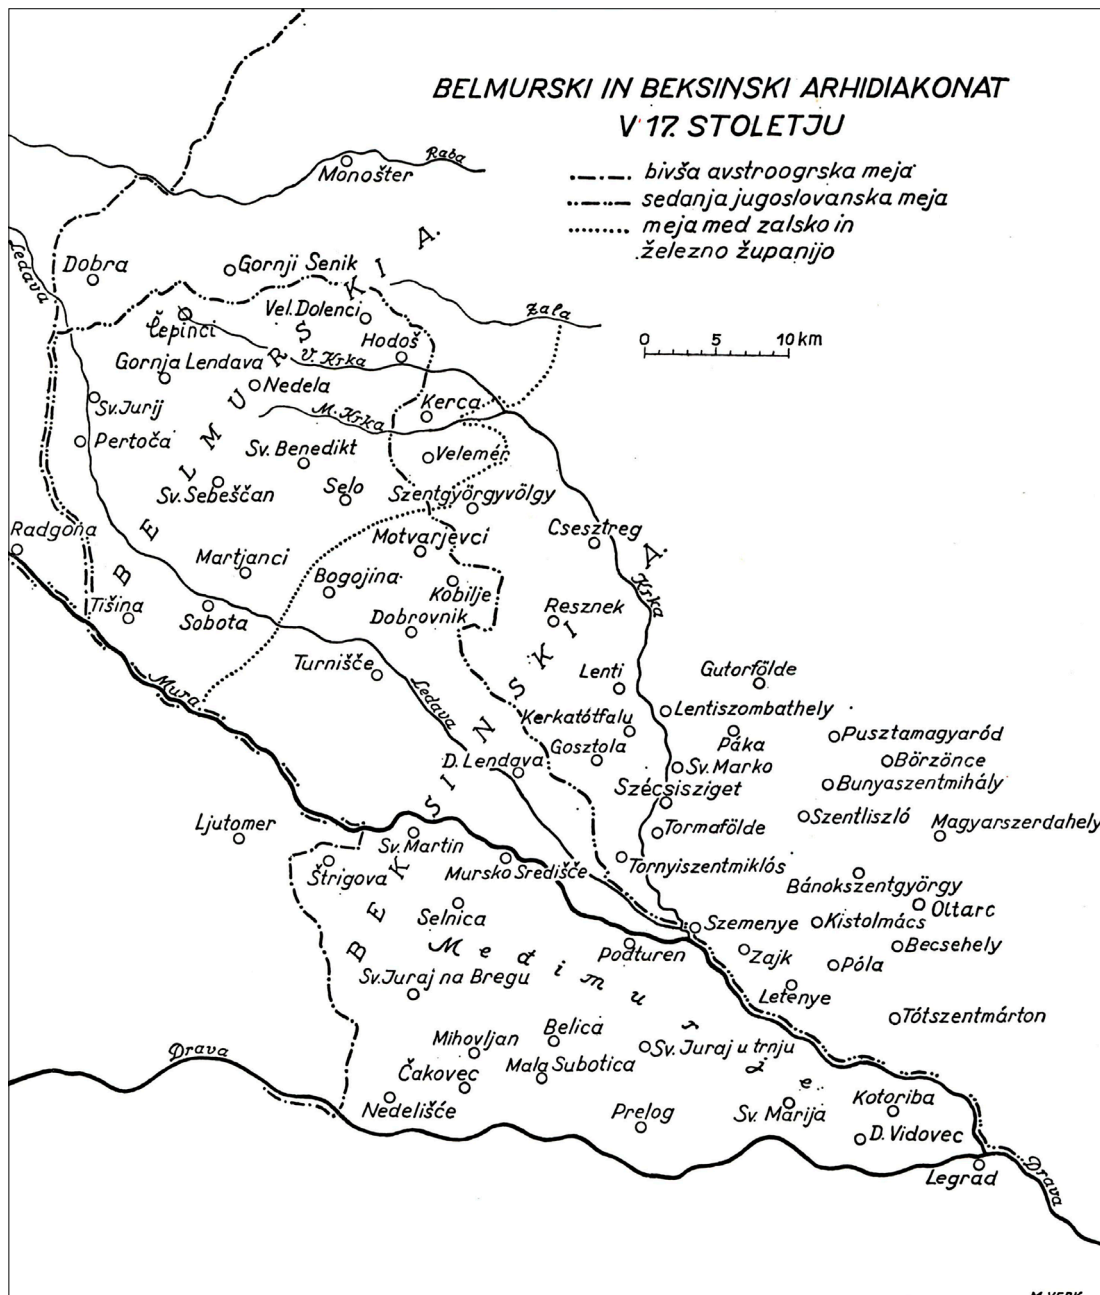 BELMURSKI IN BEKSINSKI ARHIDIAKONAT
V 17. STOLETJU
bivša avstroogrska meja
sedanja jugoslovanska meja
meja med zalsko in
železno županijo
0 5 10 km
Raba
Monošter
Ledava
Dobra
Gornji Senik
Vel. Dolenci
Zala
Čepinci
Hodoš
V. Krka
Gornja Lendava
Nedela
Sv. Jurij
M. Krka
Kerca
Pertoča
Sv. Benedikt
Velemér
Sv. Sebeščan
Selo
Szentgyörgyvölgy
Radgona
Motvarjevci
Csesztreg
Martjanci
Bogojina
Kobilje
Krka
Tišina
Sobota
Dobrovnik
Resznek
BELMURSKI A.
Turnišče
Ledava
Lenti
Gutorfölde
Mura
Lentiszombathely
Kerkatótfalu
Páka
Pusztamagyaród
Gosztola
Sv. Marko
Börzönce
D. Lendava
Szécsisziget
Bunyaszentmihály
Ljutomer
Sv. Martin
Tormafölde
Szentliszló
Magyarszerdahely
Štrigova
Mursko Središče
Tornyiszentmiklós
Bánokszentgyörgy
Oltarc
Selnica
Szemenye
Kistolmács
BEKSINSKI A.
Podturen
Zajk
Becsehely
Póla
Medimurje
Sv. Juraj na Bregu
Letenye
Tótszentmárton
Drava
Mihovljan
Belica
Sv. Juraj u trnju
Čakovec
Mala Subotica
Nedelišće
Prelog
Sv. Marija
Kotoriba
D. Vidovec
Legrad
Drava